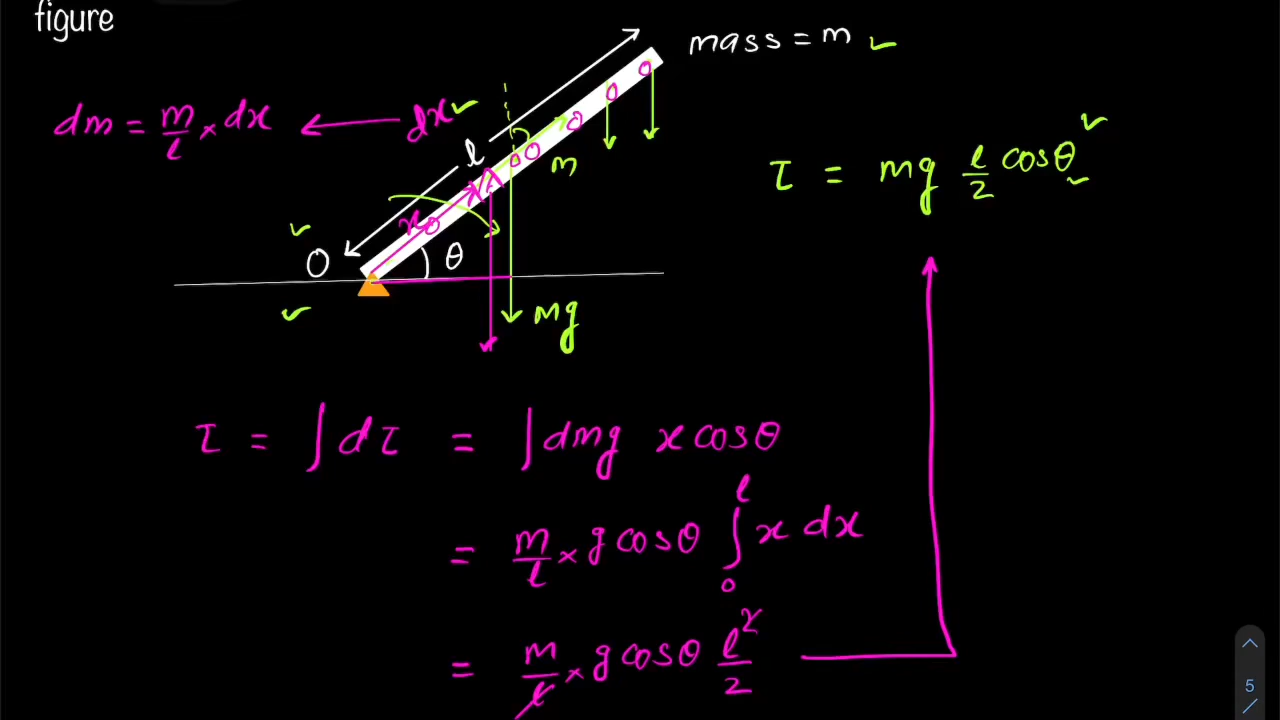 figure
mass = m
dm = m/l × dx ← dx
l
m
τ = mg l/2 cosθ
x
O
θ
mg
τ = ∫ dτ = ∫ dmg x cosθ
= m/l × g cosθ ∫₀ˡ x dx
= m/l × g cosθ l²/2
5